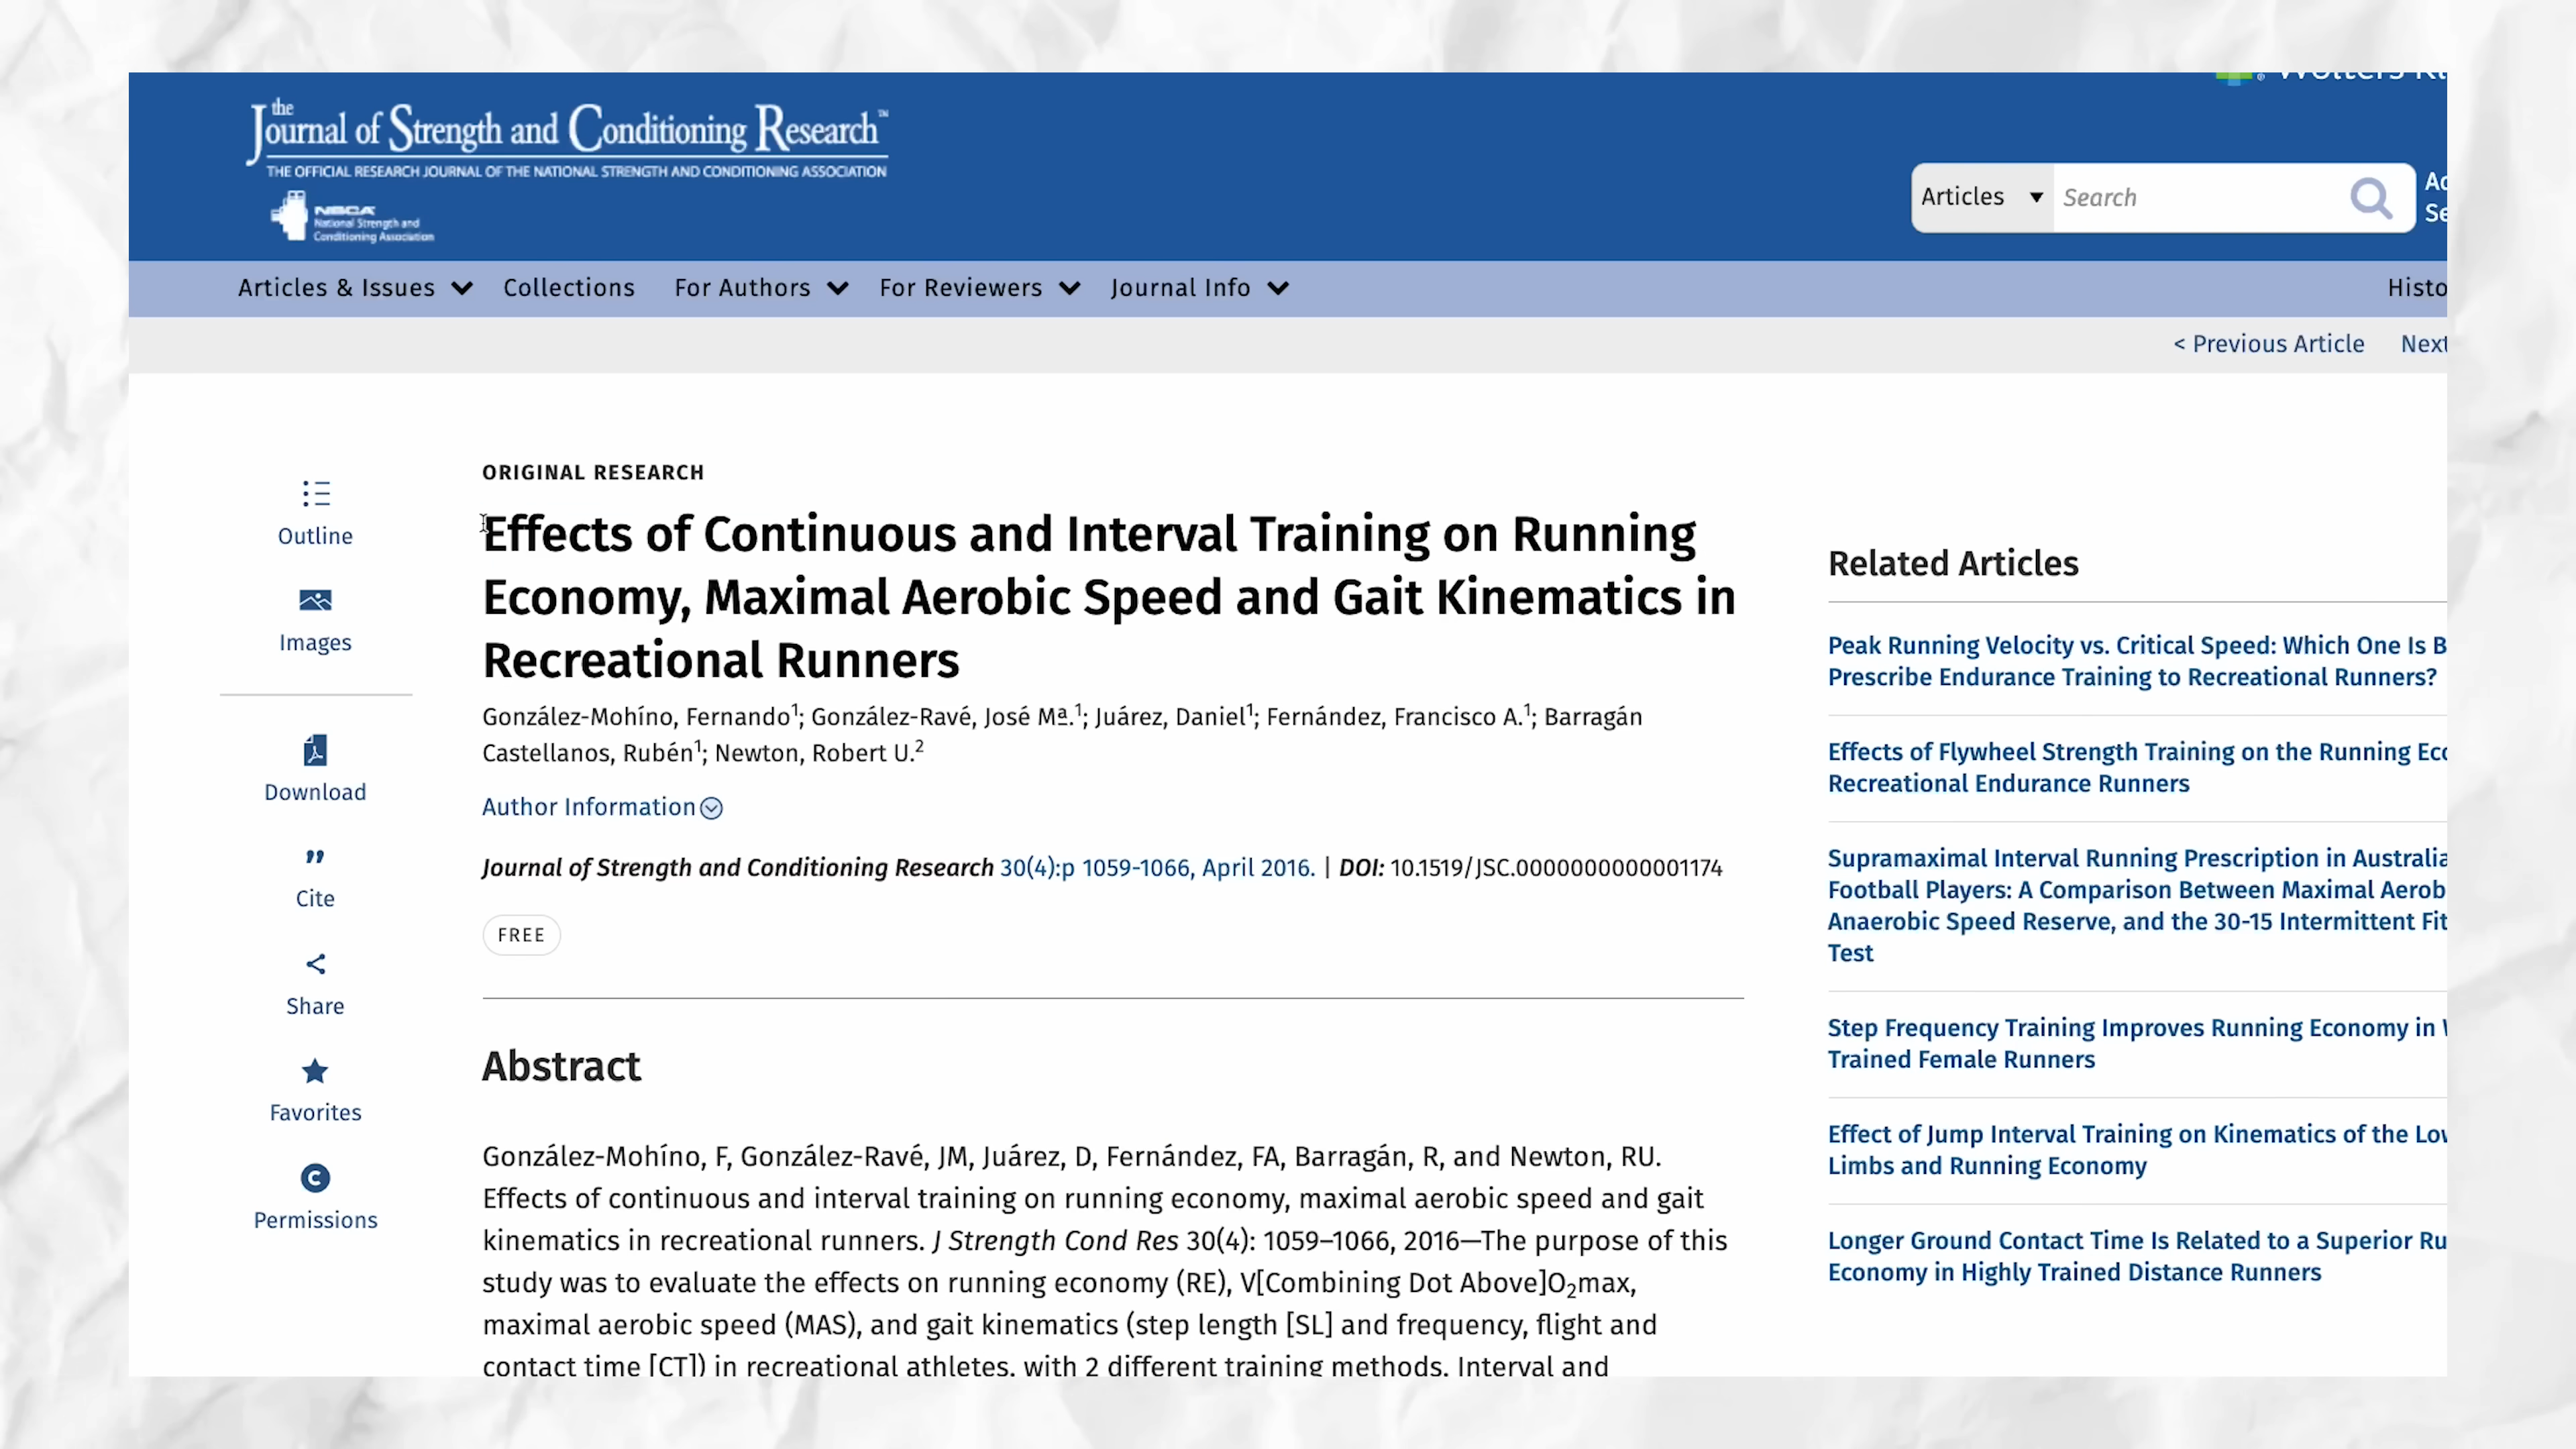 the
Journal of Strength and Conditioning Research™
THE OFFICIAL RESEARCH JOURNAL OF THE NATIONAL STRENGTH AND CONDITIONING ASSOCIATION
NSCA
National Strength and
Conditioning Association
Articles
Search
Articles & Issues
Collections
For Authors
For Reviewers
Journal Info
< Previous Article
Next
Outline
Images
Download
Cite
Share
Favorites
Permissions
ORIGINAL RESEARCH
Effects of Continuous and Interval Training on Running
Economy, Maximal Aerobic Speed and Gait Kinematics in
Recreational Runners
González-Mohíno, Fernando¹; González-Ravé, José Mª.¹; Juárez, Daniel¹; Fernández, Francisco A.¹; Barragán
Castellanos, Rubén¹; Newton, Robert U.²
Author Information
Journal of Strength and Conditioning Research 30(4):p 1059-1066, April 2016. | DOI: 10.1519/JSC.0000000000001174
FREE
Abstract
González-Mohíno, F, González-Ravé, JM, Juárez, D, Fernández, FA, Barragán, R, and Newton, RU.
Effects of continuous and interval training on running economy, maximal aerobic speed and gait
kinematics in recreational runners. J Strength Cond Res 30(4): 1059–1066, 2016—The purpose of this
study was to evaluate the effects on running economy (RE), V[Combining Dot Above]O₂max,
maximal aerobic speed (MAS), and gait kinematics (step length [SL] and frequency, flight and
contact time [CT]) in recreational athletes, with 2 different training methods, Interval and
Related Articles
Peak Running Velocity vs. Critical Speed: Which One Is B
Prescribe Endurance Training to Recreational Runners?
Effects of Flywheel Strength Training on the Running Eco
Recreational Endurance Runners
Supramaximal Interval Running Prescription in Australia
Football Players: A Comparison Between Maximal Aerob
Anaerobic Speed Reserve, and the 30-15 Intermittent Fit
Test
Step Frequency Training Improves Running Economy in
Trained Female Runners
Effect of Jump Interval Training on Kinematics of the Low
Limbs and Running Economy
Longer Ground Contact Time Is Related to a Superior Ru
Economy in Highly Trained Distance Runners